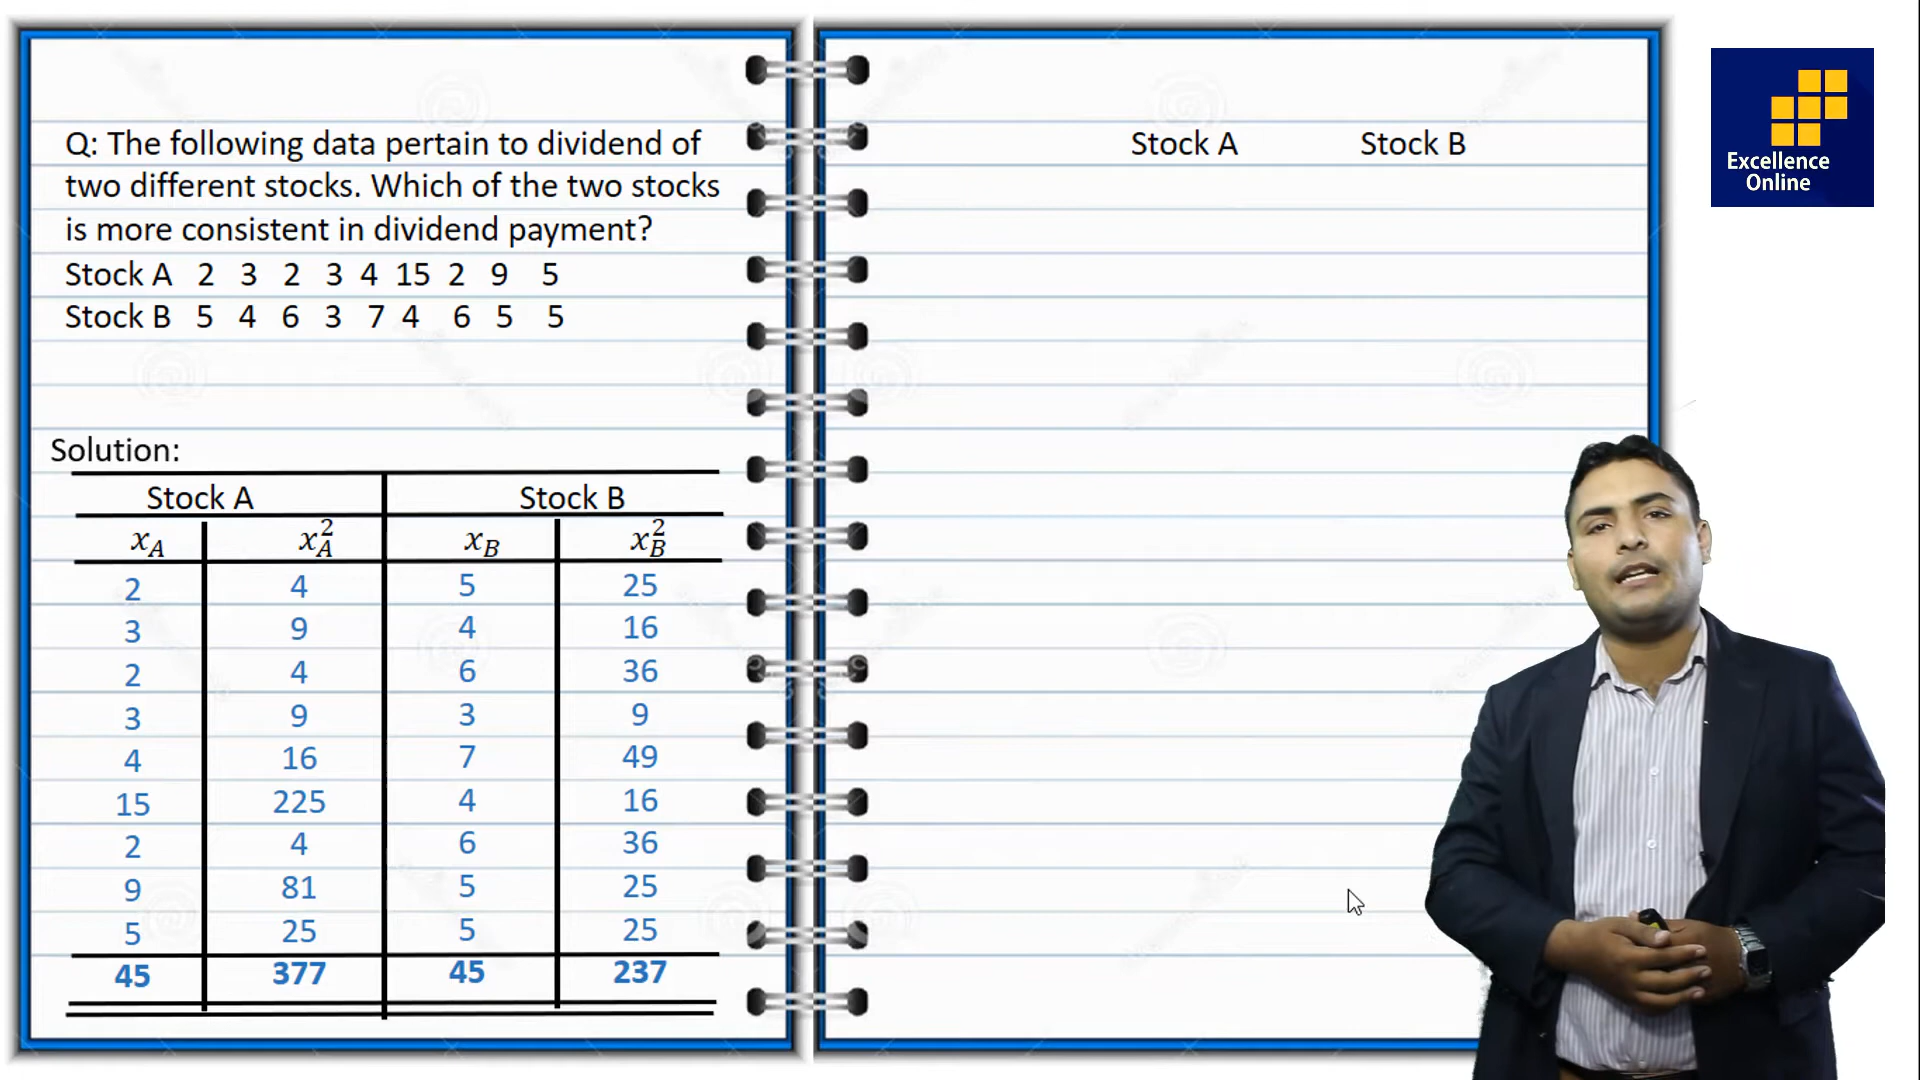 Q: The following data pertain to dividend of
two different stocks. Which of the two stocks
is more consistent in dividend payment?
Stock A 2 3 2 3 4 15 2 9 5
Stock B 5 4 6 3 7 4 6 5 5
Solution:
Stock A Stock B
x_A x_A^2 x_B x_B^2
2 4 5 25
3 9 4 16
2 4 6 36
3 9 3 9
4 16 7 49
15 225 4 16
2 4 6 36
9 81 5 25
5 25 5 25
45 377 45 237
Stock A Stock B
Excellence
Online